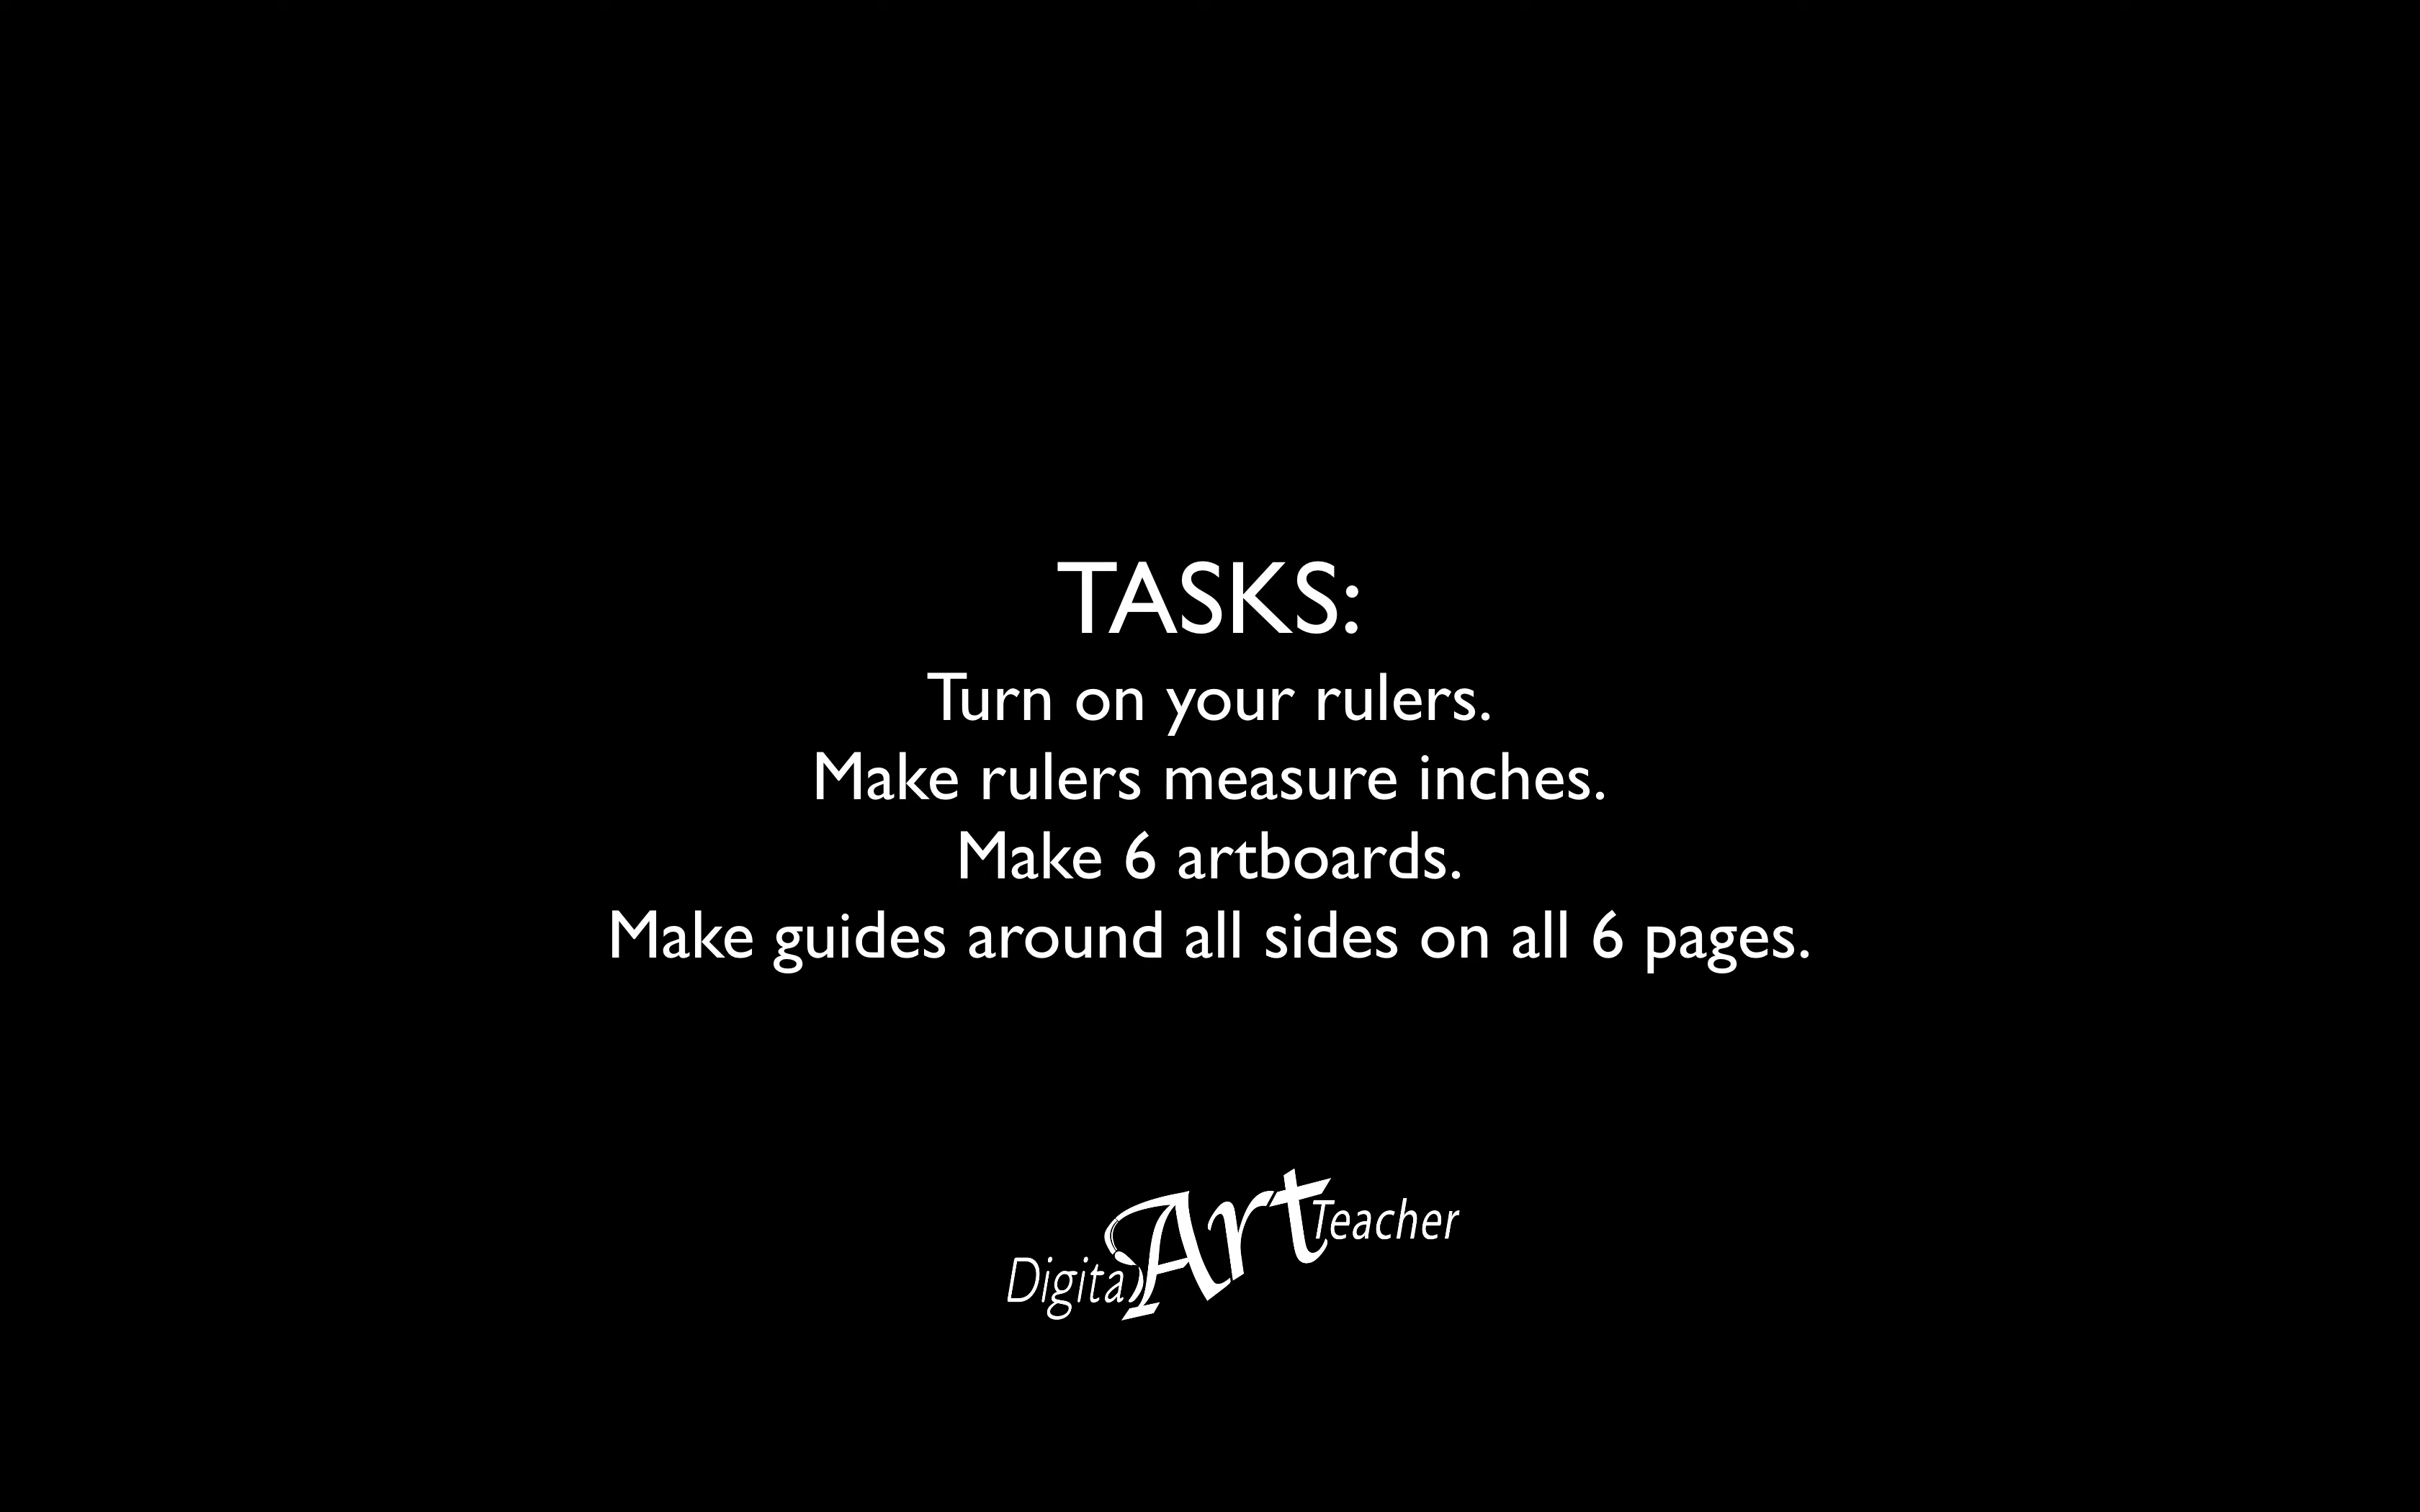 TASKS:
Turn on your rulers.
Make rulers measure inches.
Make 6 artboards.
Make guides around all sides on all 6 pages.
Digital Art Teacher